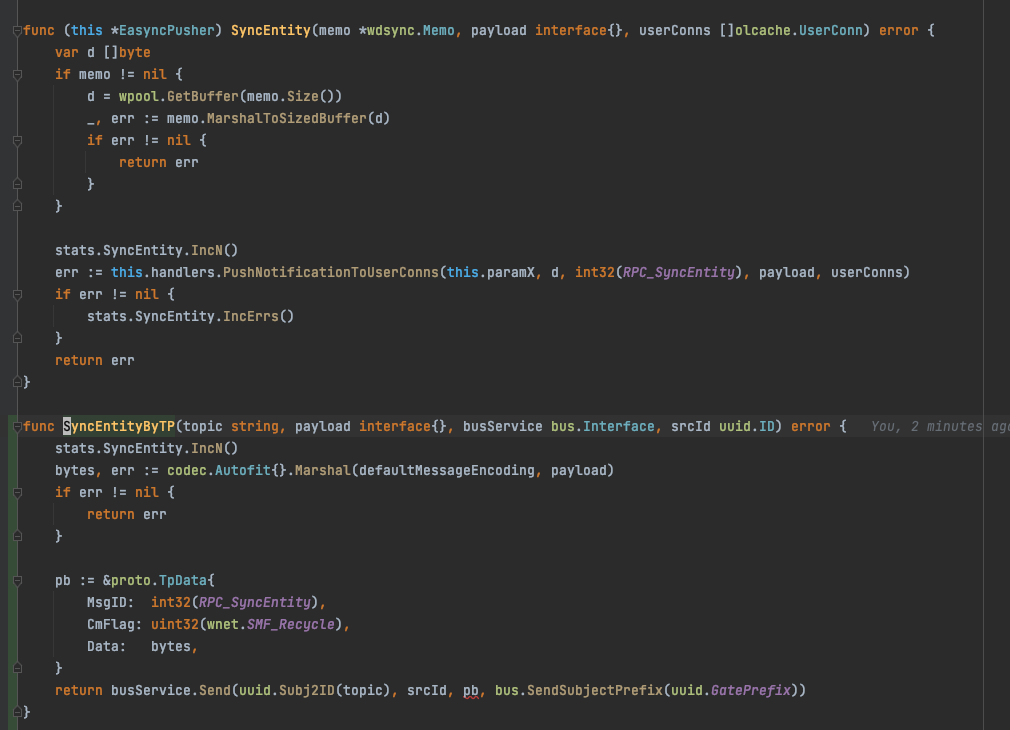 func (this *EasyncPusher) SyncEntity(memo *wdsync.Memo, payload interface{}, userConns []olcache.UserConn) error {
    var d []byte
    if memo != nil {
        d = wpool.GetBuffer(memo.Size())
        _, err := memo.MarshalToSizedBuffer(d)
        if err != nil {
            return err
        }
    }

    stats.SyncEntity.IncN()
    err := this.handlers.PushNotificationToUserConns(this.paramX, d, int32(RPC_SyncEntity), payload, userConns)
    if err != nil {
        stats.SyncEntity.IncErrs()
    }
    return err
}

func SyncEntityByTP(topic string, payload interface{}, busService bus.Interface, srcId uuid.ID) error {   You, 2 minutes ago
    stats.SyncEntity.IncN()
    bytes, err := codec.Autofit{}.Marshal(defaultMessageEncoding, payload)
    if err != nil {
        return err
    }

    pb := &proto.TpData{
        MsgID:  int32(RPC_SyncEntity),
        CmFlag: uint32(wnet.SMF_Recycle),
        Data:   bytes,
    }
    return busService.Send(uuid.Subj2ID(topic), srcId, pb, bus.SendSubjectPrefix(uuid.GatePrefix))
}